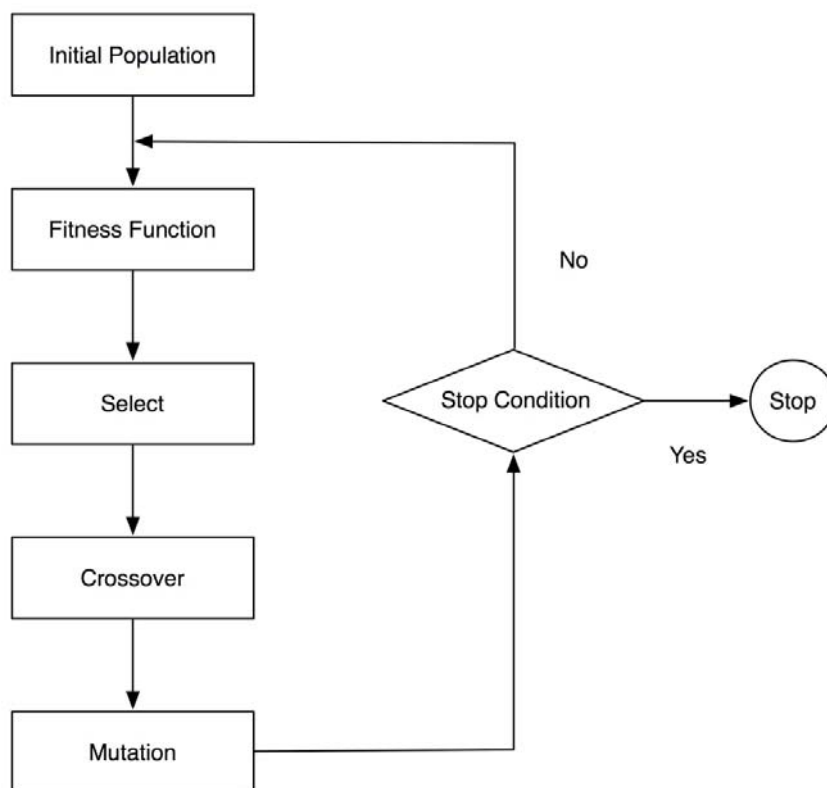 Initial Population
Fitness Function
No
Select
Stop Condition
Stop
Yes
Crossover
Mutation